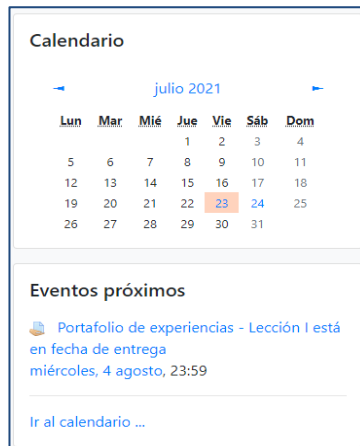 Calendario
◄ julio 2021 ►
Lun Mar Mié Jue Vie Sáb Dom
1 2 3 4
5 6 7 8 9 10 11
12 13 14 15 16 17 18
19 20 21 22 23 24 25
26 27 28 29 30 31
Eventos próximos
Portafolio de experiencias - Lección I está
en fecha de entrega
miércoles, 4 agosto, 23:59
Ir al calendario ...